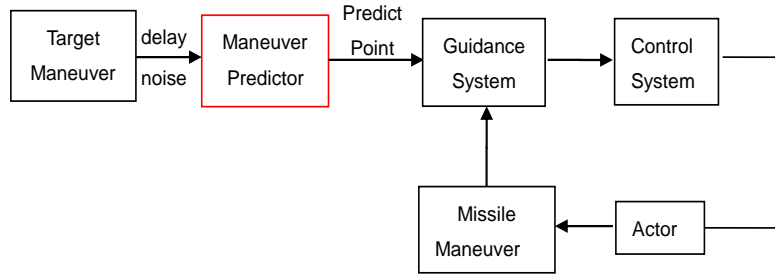 Target
Maneuver
delay
noise
Maneuver
Predictor
Predict
Point
Guidance
System
Control
System
Missile
Maneuver
Actor